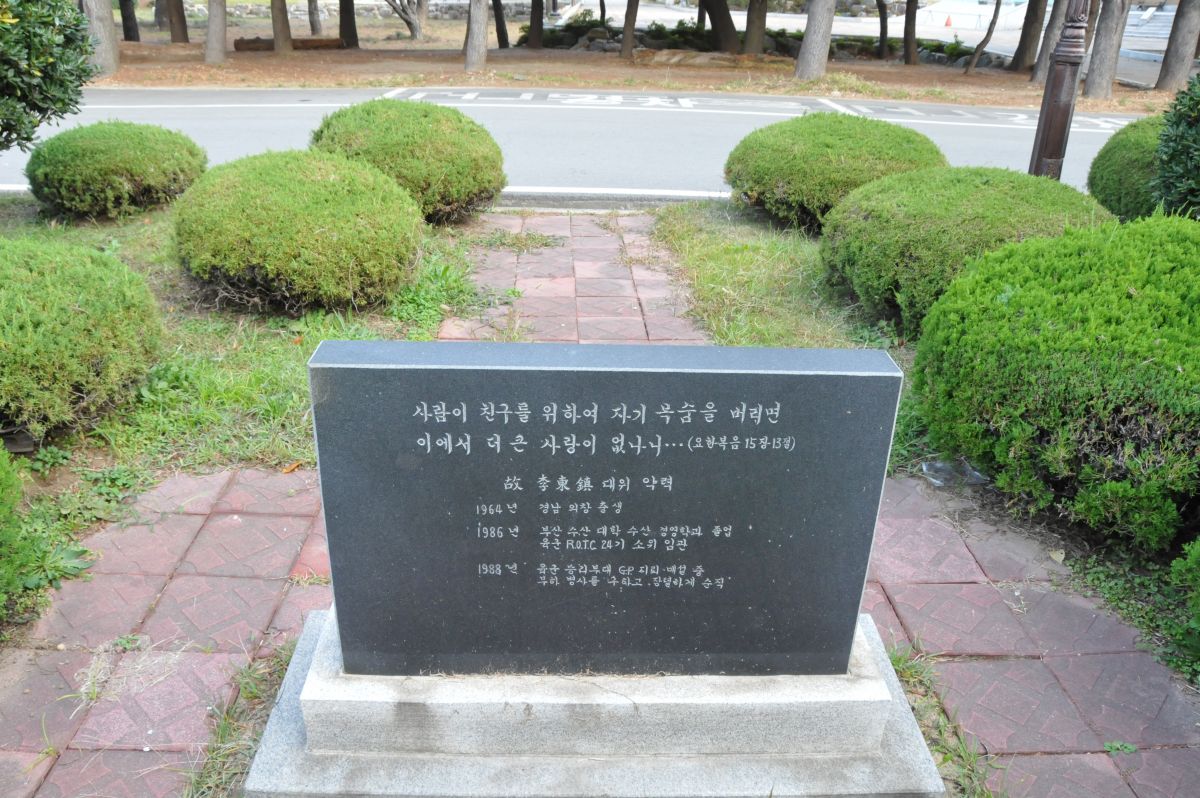 사람이 친구를 위하여 자기 목숨을 버리면
이에서 더 큰 사랑이 없나니···(요한복음 15장·13절)
故 李東鎭 대위 약력
1964년 경남 의창 출생
1986년 부산 수산 대학 수산 경영학과 졸업
육군 R.O.T.C 24기 소위 임관
1988년 육군 승리부대 G.P 지뢰·매설 중
부하 병사를 구하고 장렬하게 순직